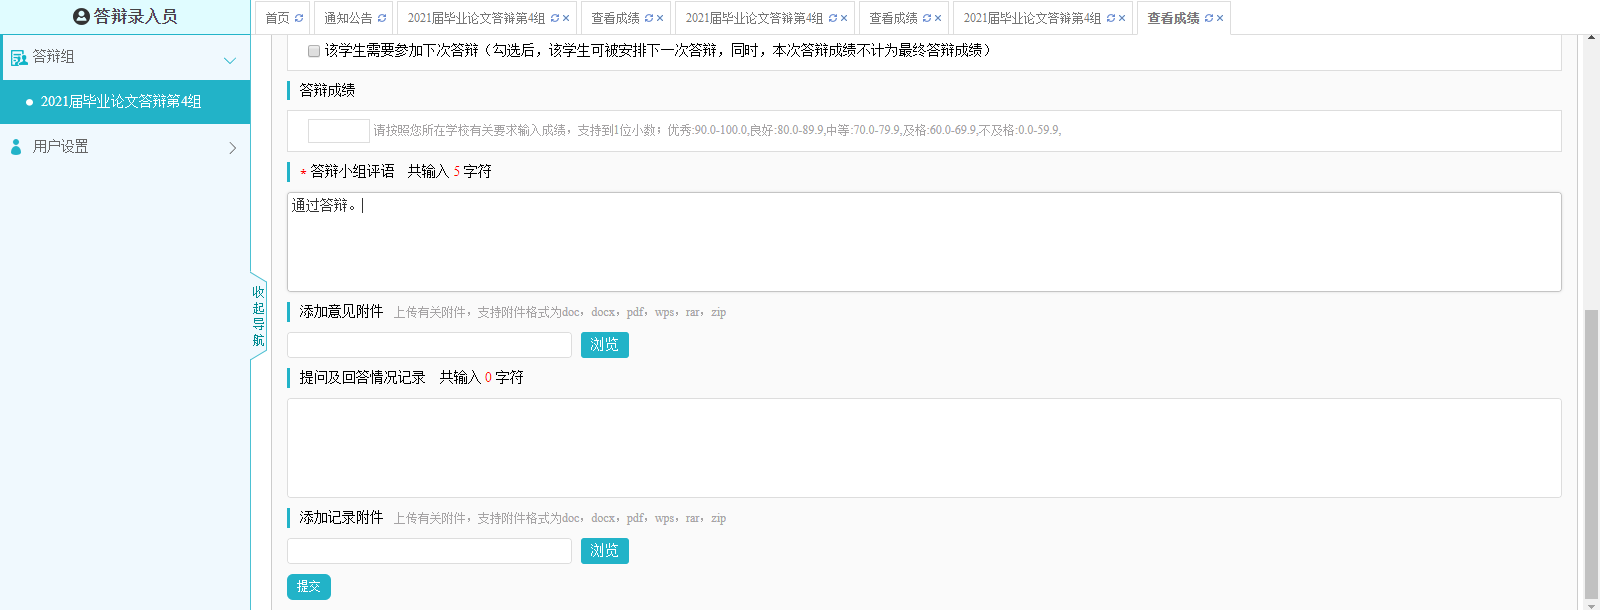 答辩录入员
首页 通知公告 2021届毕业论文答辩第4组 查看成绩 2021届毕业论文答辩第4组 查看成绩 2021届毕业论文答辩第4组 查看成绩
答辩组
2021届毕业论文答辩第4组
用户设置
收起导航
该学生需要参加下次答辩（勾选后，该学生可被安排下一次答辩，同时，本次答辩成绩不计为最终答辩成绩）
答辩成绩
请按照您所在学校有关要求输入成绩，支持到1位小数；优秀:90.0-100.0,良好:80.0-89.9,中等:70.0-79.9,及格:60.0-69.9,不及格:0.0-59.9,
* 答辩小组评语 共输入 5 字符
通过答辩。
添加意见附件 上传有关附件，支持附件格式为doc，docx，pdf，wps，rar，zip
浏览
提问及回答情况记录 共输入 0 字符
添加记录附件 上传有关附件，支持附件格式为doc，docx，pdf，wps，rar，zip
浏览
提交